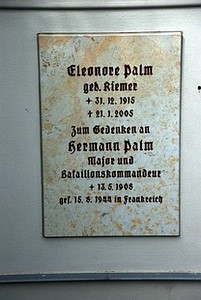 Eleonore Palm
geb. Kiemer
+ 31. 12. 1915
+ 21. 1. 2005
Zum Gedenken an
Hermann Palm
Major und
Bataillonskommandeur
+ 13. 5. 1908
gef. 15. 8. 1944 in Frankreich